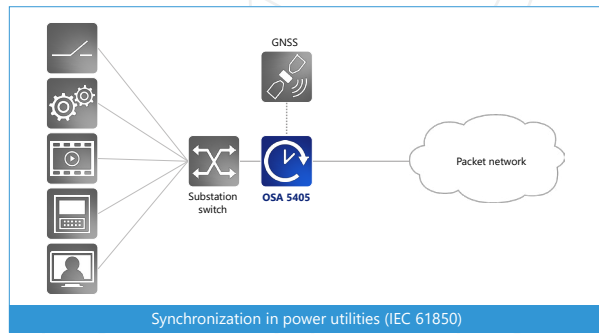 GNSS
Substation
switch
OSA 5405
Packet network
Synchronization in power utilities (IEC 61850)